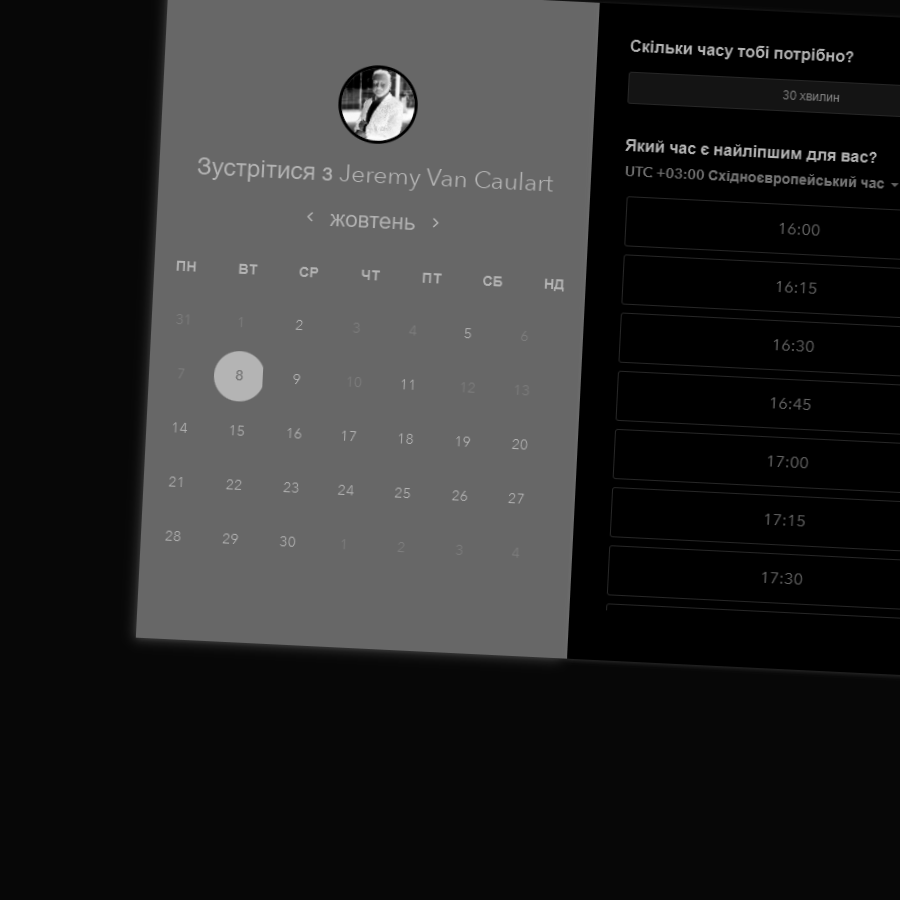 Зустрітися з Jeremy Van Caulart
‹ жовтень ›
ПН ВТ СР ЧТ ПТ СБ НД
31 1 2 3 4 5 6
7 8 9 10 11 12 13
14 15 16 17 18 19 20
21 22 23 24 25 26 27
28 29 30 1 2 3 4
Скільки часу тобі потрібно?
30 хвилин
Який час є найліпшим для вас?
UTC +03:00 Східноєвропейський час
16:00
16:15
16:30
16:45
17:00
17:15
17:30